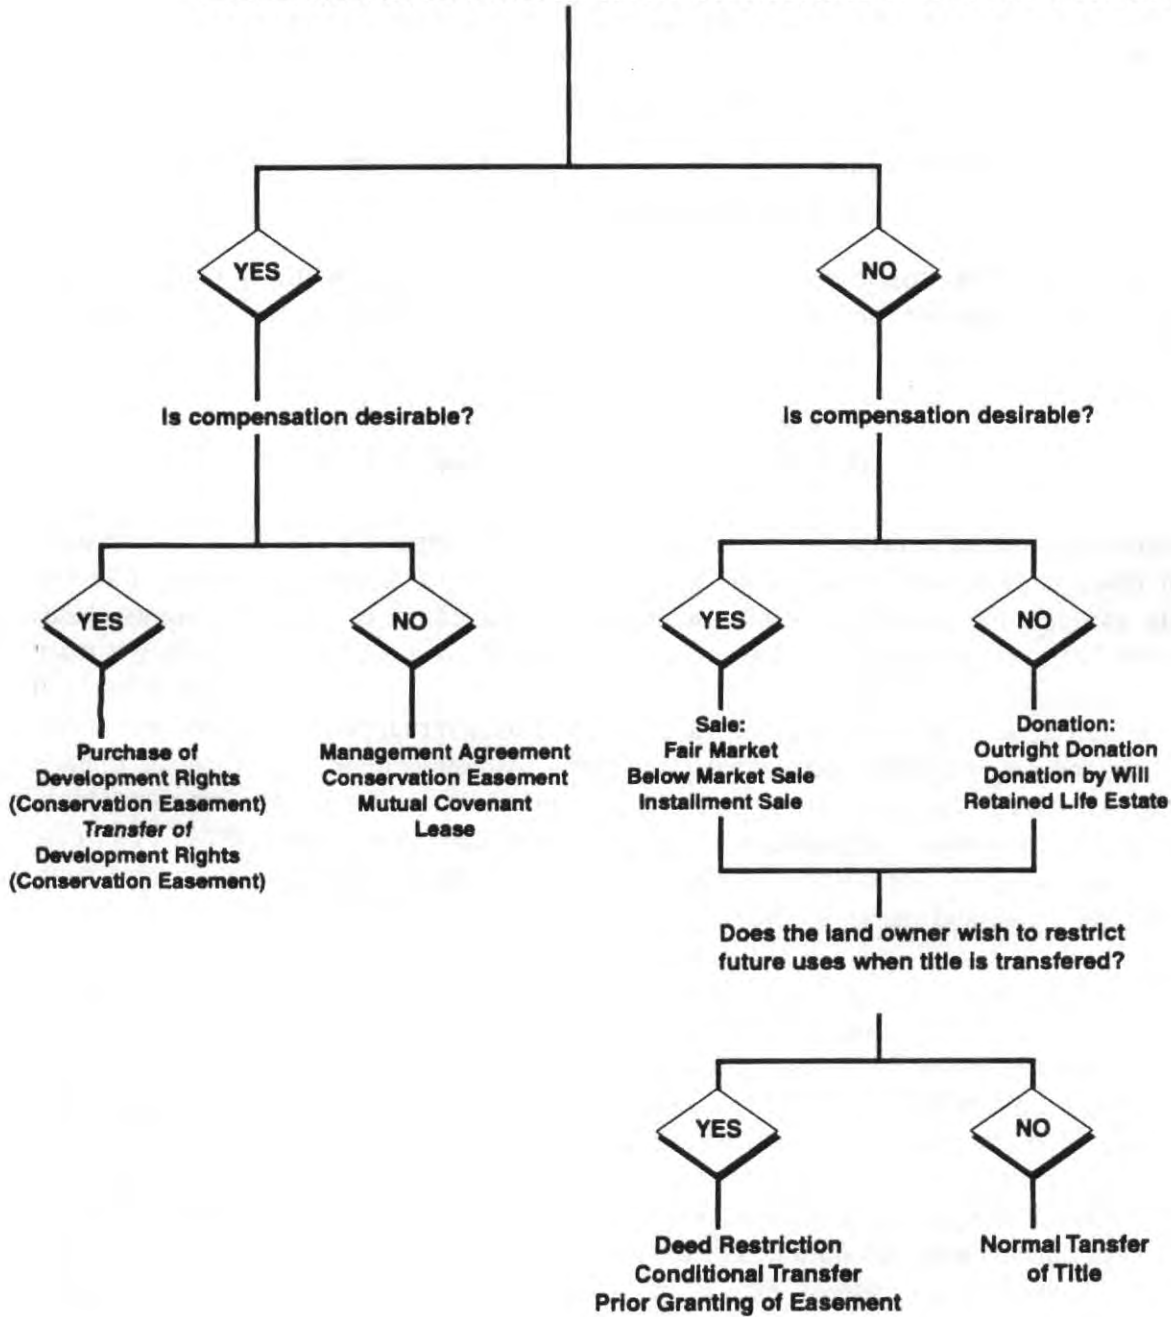 YES
NO
Is compensation desirable?
Is compensation desirable?
YES
NO
YES
NO
Purchase of
Development Rights
(Conservation Easement)
Transfer of
Development Rights
(Conservation Easement)
Management Agreement
Conservation Easement
Mutual Covenant
Lease
Sale:
Fair Market
Below Market Sale
Installment Sale
Donation:
Outright Donation
Donation by Will
Retained Life Estate
Does the land owner wish to restrict
future uses when title is transfered?
YES
NO
Deed Restriction
Conditional Transfer
Prior Granting of Easement
Normal Tansfer
of Title